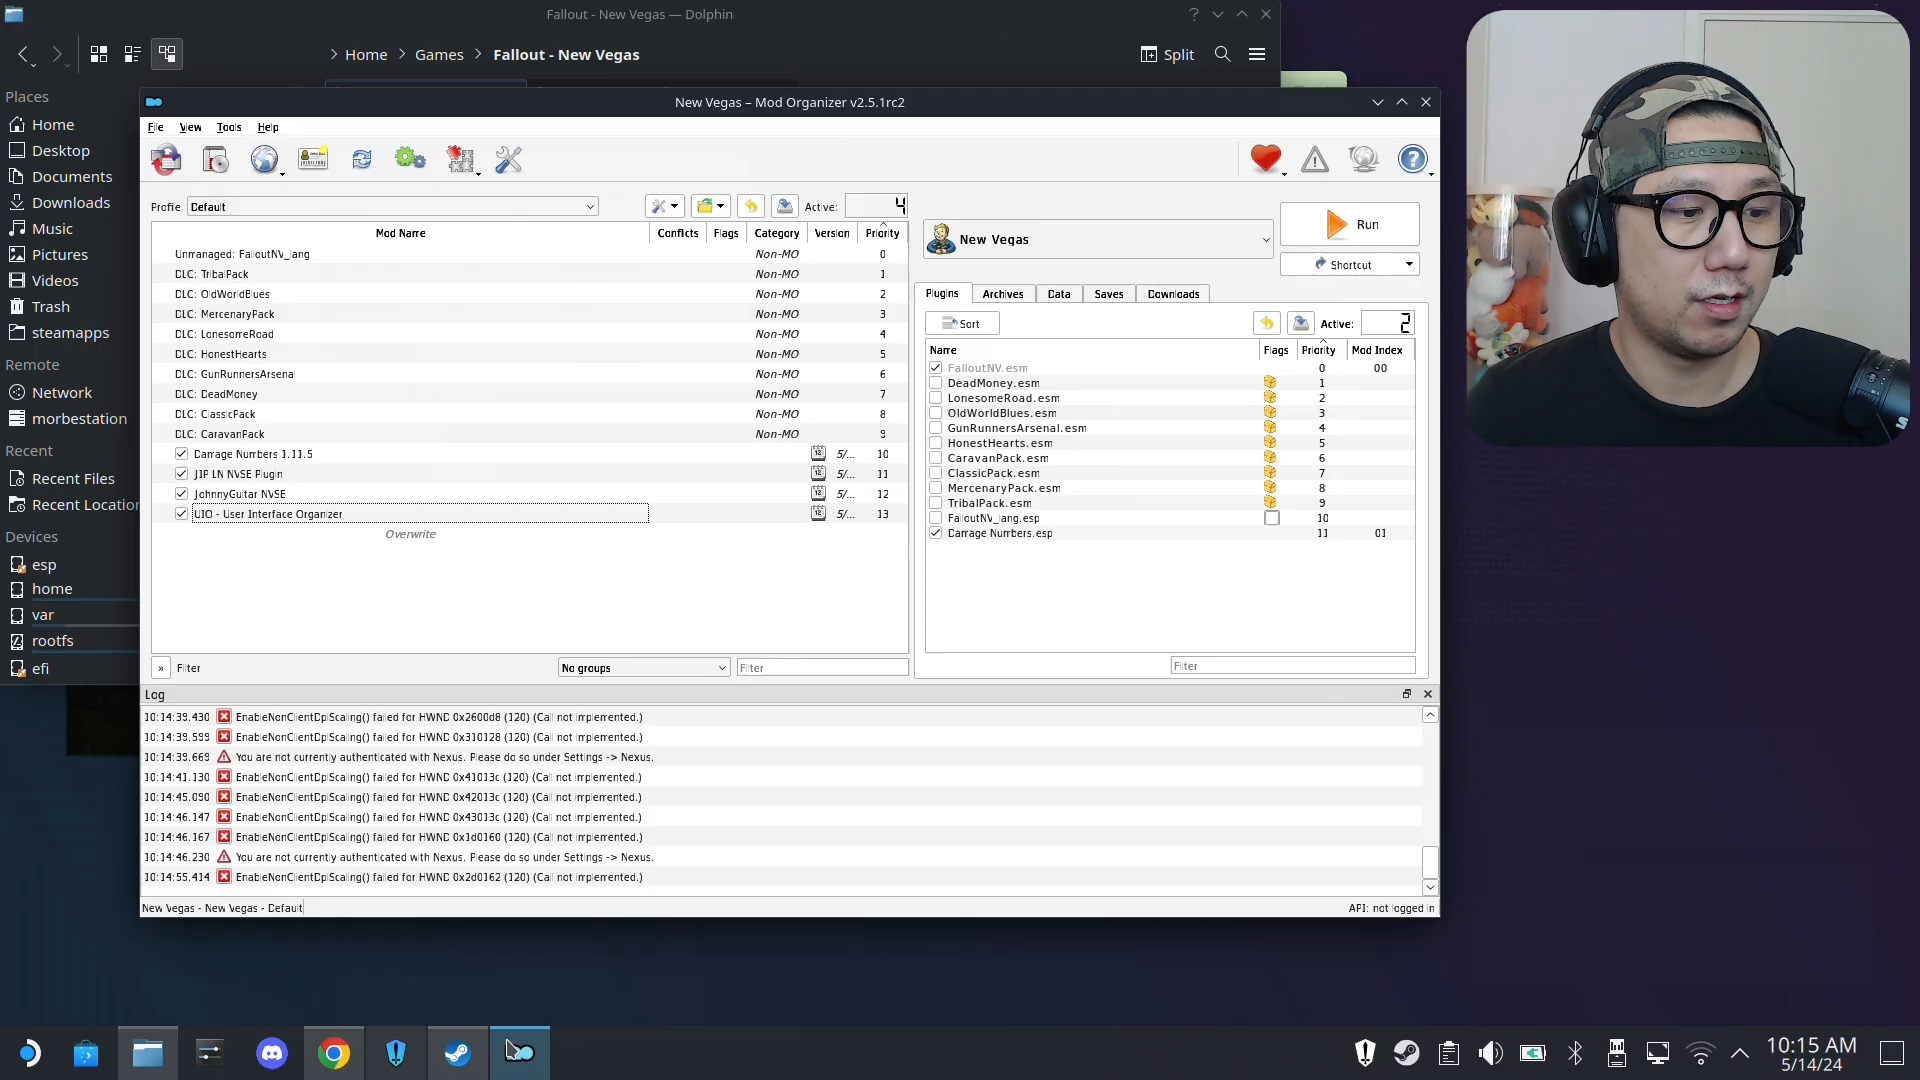 Fallout - New Vegas — Dolphin
Home
Games
Fallout - New Vegas
Split
Places
Home
Desktop
Documents
Downloads
Music
Pictures
Videos
Trash
steamapps
Remote
Network
morbestation
Recent
Recent Files
Recent Location
Devices
esp
home
var
rootfs
efi
New Vegas – Mod Organizer v2.5.1rc2
File View Tools Help
Profile Default Active: 4
Mod Name Conflicts Flags Category Version Priority
Unmanaged: FalloutNV_lang Non-MO 0
DLC: TribalPack Non-MO 1
DLC: OldWorldBlues Non-MO 2
DLC: MercenaryPack Non-MO 3
DLC: LonesomeRoad Non-MO 4
DLC: HonestHearts Non-MO 5
DLC: GunRunnersArsenal Non-MO 6
DLC: DeadMoney Non-MO 7
DLC: ClassicPack Non-MO 8
DLC: CaravanPack Non-MO 9
Damage Numbers 1.11.5 5/... 10
JIP LN NVSE Plugin 5/... 11
JohnnyGuitar NVSE 5/... 12
UIO - User Interface Organizer 5/... 13
Overwrite
» Filter No groups Filter
New Vegas
Run
Shortcut
Plugins Archives Data Saves Downloads
Sort Active: 2
Name Flags Priority Mod Index
FalloutNV.esm 0 00
DeadMoney.esm 1
LonesomeRoad.esm 2
OldWorldBlues.esm 3
GunRunnersArsenal.esm 4
HonestHearts.esm 5
CaravanPack.esm 6
ClassicPack.esm 7
MercenaryPack.esm 8
TribalPack.esm 9
FalloutNV_lang.esp 10
Damage Numbers.esp 11 01
Filter
Log
10:14:39.430 EnableNonClientDpiScaling() failed for HWND 0x2600d8 (120) (Call not implemented.)
10:14:39.599 EnableNonClientDpiScaling() failed for HWND 0x310128 (120) (Call not implemented.)
10:14:39.669 You are not currently authenticated with Nexus. Please do so under Settings -> Nexus.
10:14:41.130 EnableNonClientDpiScaling() failed for HWND 0x41013c (120) (Call not implemented.)
10:14:45.090 EnableNonClientDpiScaling() failed for HWND 0x42013c (120) (Call not implemented.)
10:14:46.147 EnableNonClientDpiScaling() failed for HWND 0x43013c (120) (Call not implemented.)
10:14:46.167 EnableNonClientDpiScaling() failed for HWND 0x1d0160 (120) (Call not implemented.)
10:14:46.230 You are not currently authenticated with Nexus. Please do so under Settings -> Nexus.
10:14:55.414 EnableNonClientDpiScaling() failed for HWND 0x2d0162 (120) (Call not implemented.)
New Vegas - New Vegas - Default API: not logged in
10:15 AM
5/14/24